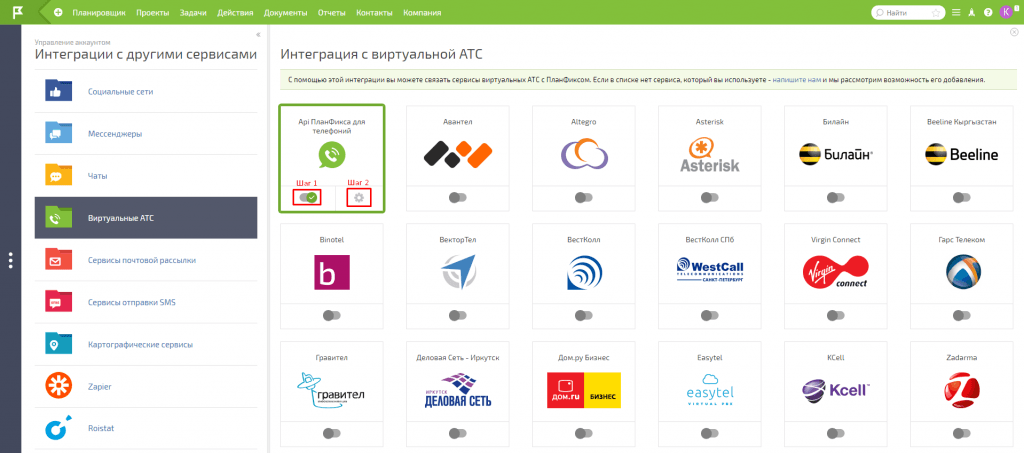 Планировщик Проекты Задачи Действия Документы Отчеты Контакты Компания
Найти
K
Управление аккаунтом
Интеграции с другими сервисами
Социальные сети
Мессенджеры
Чаты
Виртуальные АТС
Сервисы почтовой рассылки
Сервисы отправки SMS
Картографические сервисы
Zapier
Roistat
Интеграция с виртуальной АТС
С помощью этой интеграции вы можете связать сервисы виртуальных АТС с ПланФиксом. Если в списке нет сервиса, который вы используете - напишите нам и мы рассмотрим возможность его добавления.
Api ПланФикса для
телефоний
Шаг 1 Шаг 2
Авантел
Altegro
Asterisk
Asterisk
Билайн
Билайн®
Beeline Кыргызстан
Beeline
Binotel
b
ВекторТел
ВестКолл
ВестКолл СПб
WestCall
TELECOMMUNICATIONS
САНКТ-ПЕТЕРБУРГ
Virgin Connect
Virgin
connect
Гарс Телеком
Гравител
гравител
Деловая Сеть - Иркутск
ИРКУТСК
ДЕЛОВАЯ СЕТЬ
Дом.ру Бизнес
ДОМ.RU БИЗНЕС
Easytel
easytel
VIRTUAL PBX
KCell
Kcell™
Zadarma